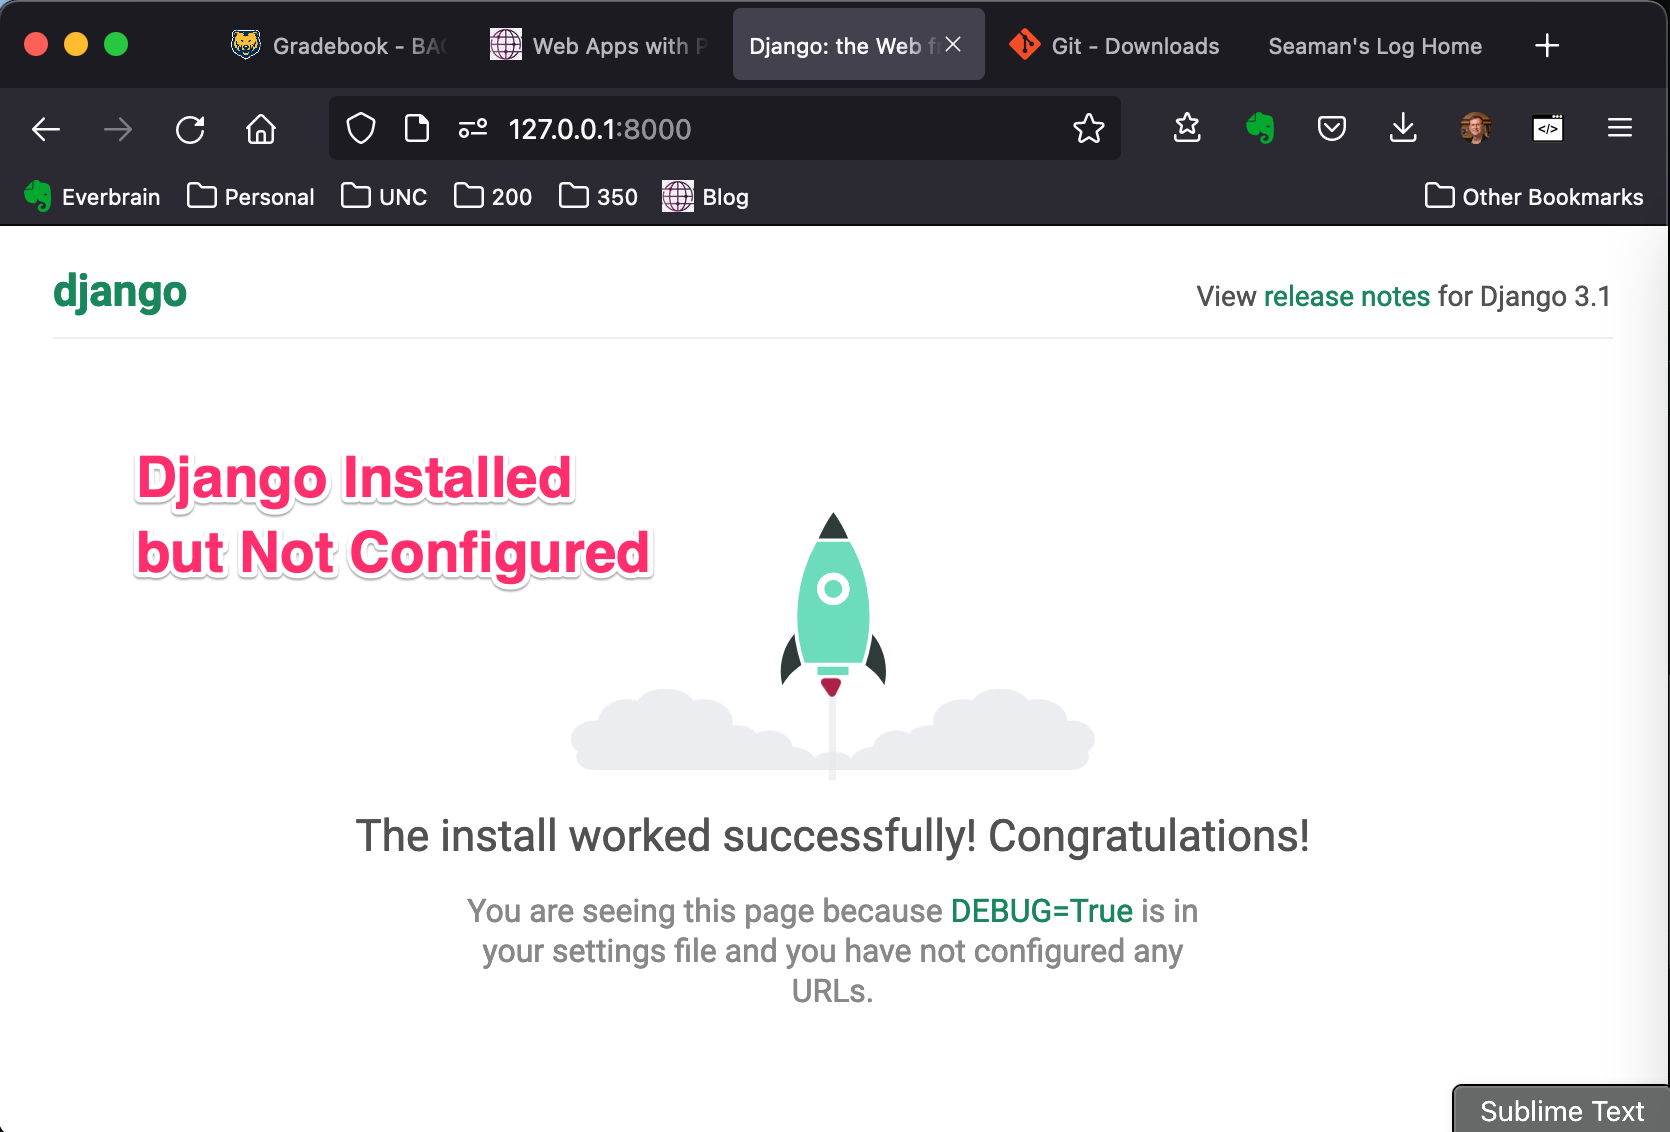 Gradebook - BAC
Web Apps with P
Django: the Web f
Git - Downloads
Seaman's Log Home
127.0.0.1:8000
Everbrain
Personal
UNC
200
350
Blog
Other Bookmarks
django
View release notes for Django 3.1
Django Installed
but Not Configured
The install worked successfully! Congratulations!
You are seeing this page because DEBUG=True is in
your settings file and you have not configured any
URLs.
Sublime Text